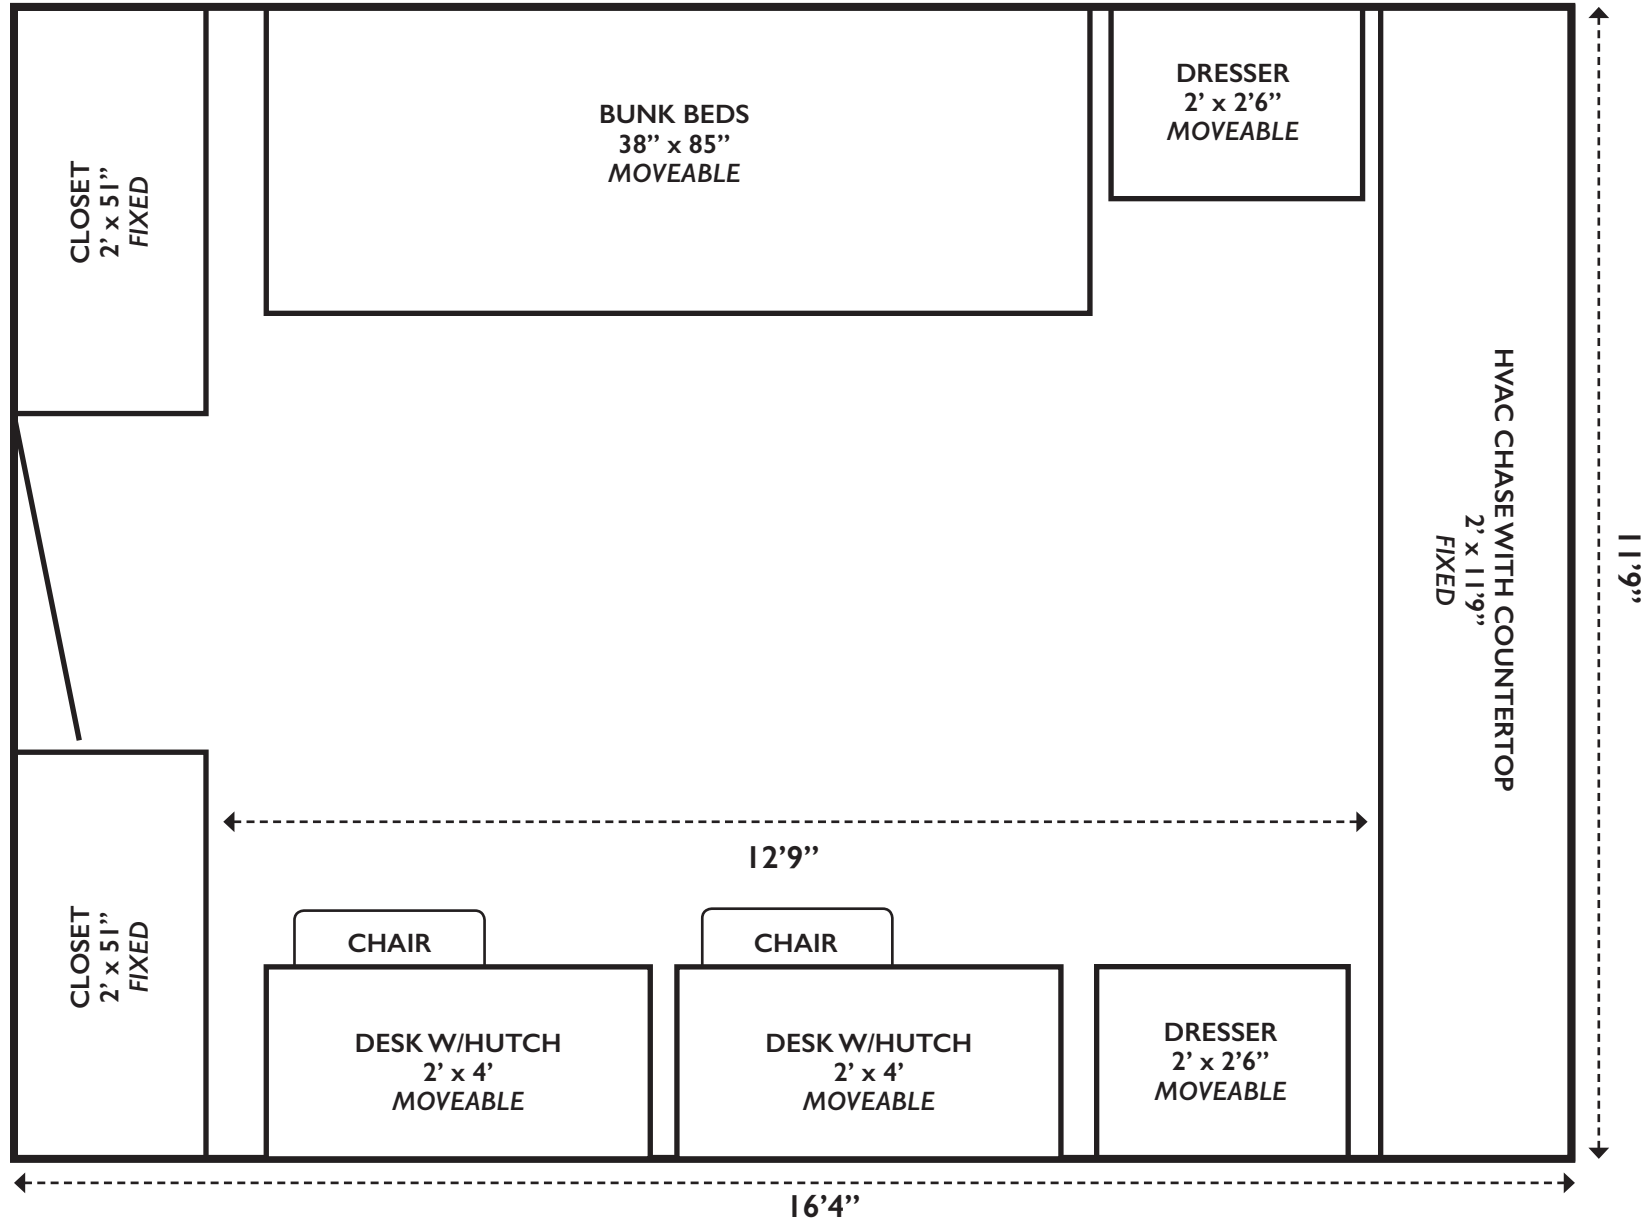 CLOSET
2’ x 51”
FIXED
BUNK BEDS
38” x 85”
MOVEABLE
DRESSER
2’ x 2’6”
MOVEABLE
HVAC CHASE WITH COUNTERTOP
2’ x 11’9”
FIXED
11’9”
12’9”
CLOSET
2’ x 51”
FIXED
CHAIR
CHAIR
DESK W/HUTCH
2’ x 4’
MOVEABLE
DESK W/HUTCH
2’ x 4’
MOVEABLE
DRESSER
2’ x 2’6”
MOVEABLE
16’4”